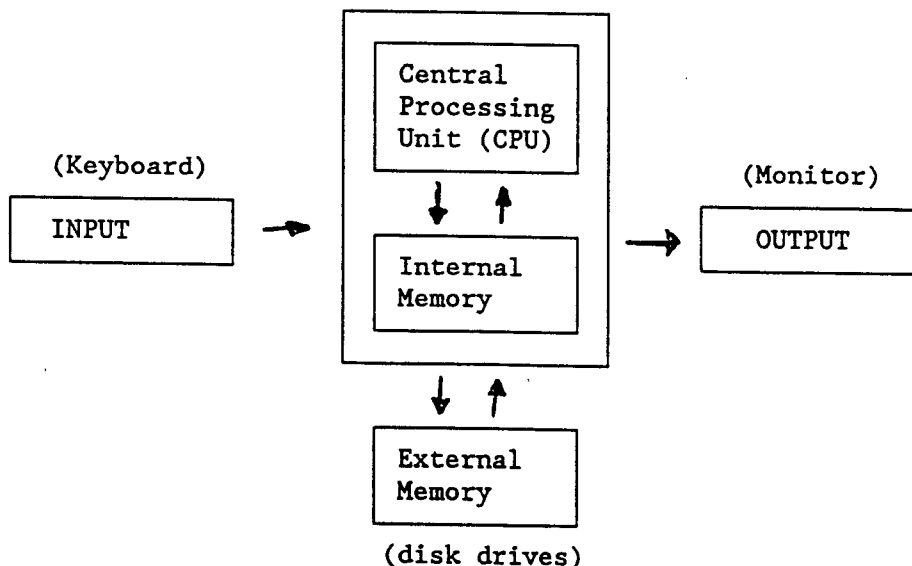 (Keyboard)
INPUT
Central
Processing
Unit (CPU)
Internal
Memory
(Monitor)
OUTPUT
External
Memory
(disk drives)